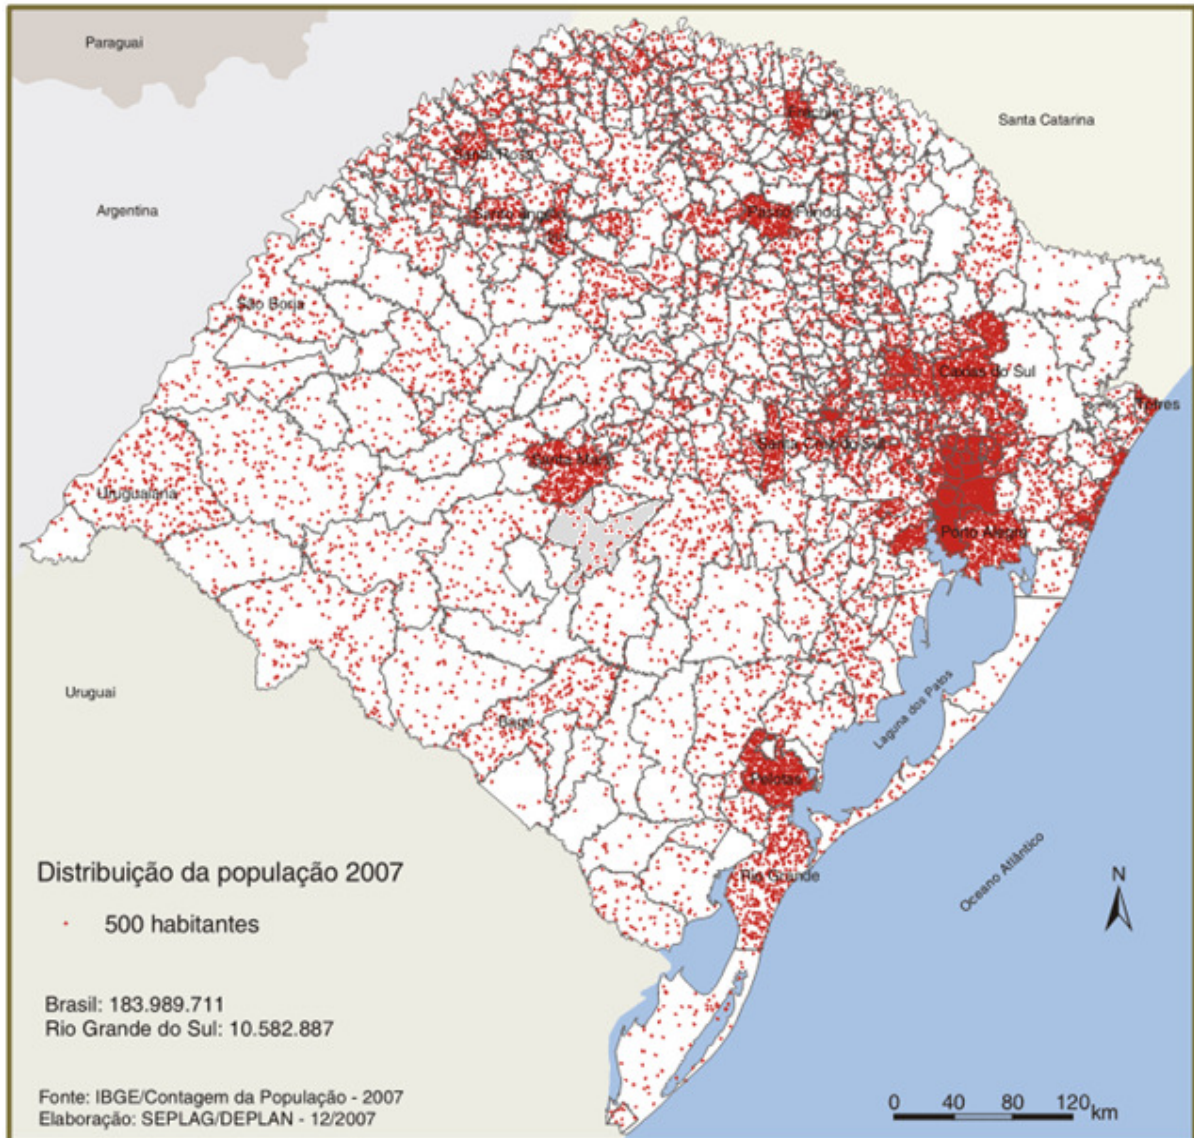 Paraguai
Santa Catarina
Erechim
Santa Rosa
Argentina
Santo Ângelo
Passo Fundo
São Borja
Caxias do Sul
Torres
Santa Cruz do Sul
Santa Maria
Uruguaiana
Porto Alegre
Uruguai
Laguna dos Patos
Bagé
Pelotas
Oceano Atlântico
Rio Grande
N
Distribuição da população 2007
500 habitantes
Brasil: 183.989.711
Rio Grande do Sul: 10.582.887
Fonte: IBGE/Contagem da População - 2007
Elaboração: SEPLAG/DEPLAN - 12/2007
0 40 80 120 km